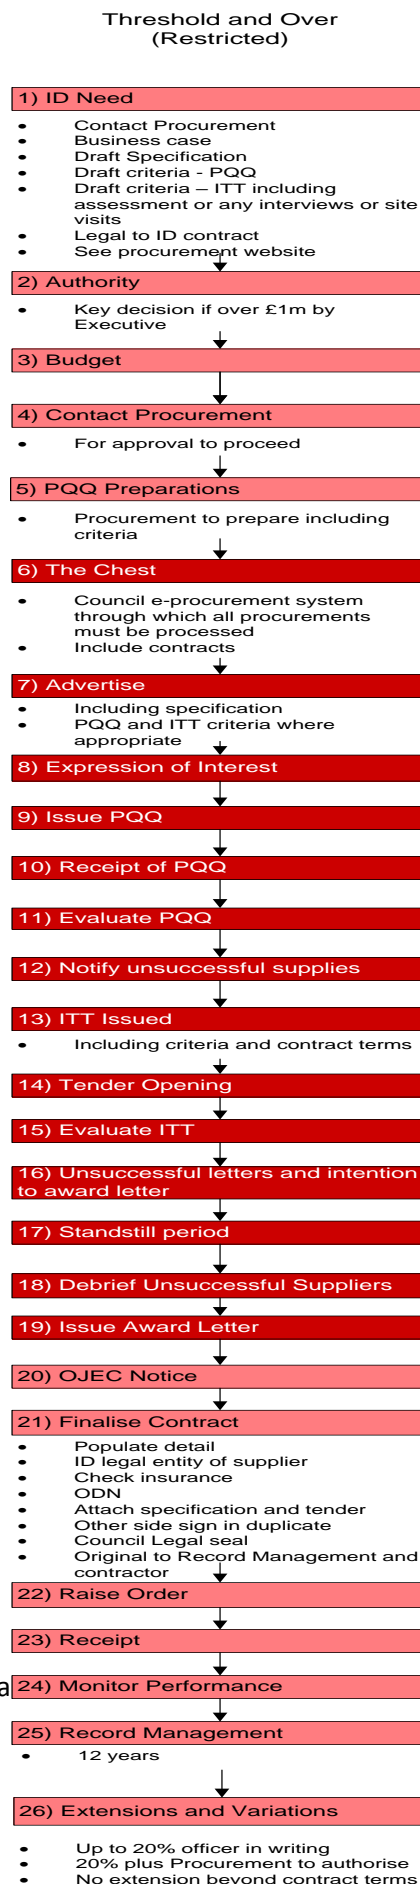 Threshold and Over
(Restricted)
1) ID Need
• Contact Procurement
• Business case
• Draft Specification
• Draft criteria - PQQ
• Draft criteria – ITT including
assessment or any interviews or site
visits
• Legal to ID contract
• See procurement website
2) Authority
• Key decision if over £1m by
Executive
3) Budget
4) Contact Procurement
• For approval to proceed
5) PQQ Preparations
• Procurement to prepare including
criteria
6) The Chest
• Council e-procurement system
through which all procurements
must be processed
• Include contracts
7) Advertise
• Including specification
• PQQ and ITT criteria where
appropriate
8) Expression of Interest
9) Issue PQQ
10) Receipt of PQQ
11) Evaluate PQQ
12) Notify unsuccessful supplies
13) ITT Issued
• Including criteria and contract terms
14) Tender Opening
15) Evaluate ITT
16) Unsuccessful letters and intention
to award letter
17) Standstill period
18) Debrief Unsuccessful Suppliers
19) Issue Award Letter
20) OJEC Notice
21) Finalise Contract
• Populate detail
• ID legal entity of supplier
• Check insurance
• ODN
• Attach specification and tender
• Other side sign in duplicate
• Council Legal seal
• Original to Record Management and
contractor
22) Raise Order
23) Receipt
a 24) Monitor Performance
25) Record Management
• 12 years
26) Extensions and Variations
• Up to 20% officer in writing
• 20% plus Procurement to authorise
• No extension beyond contract terms